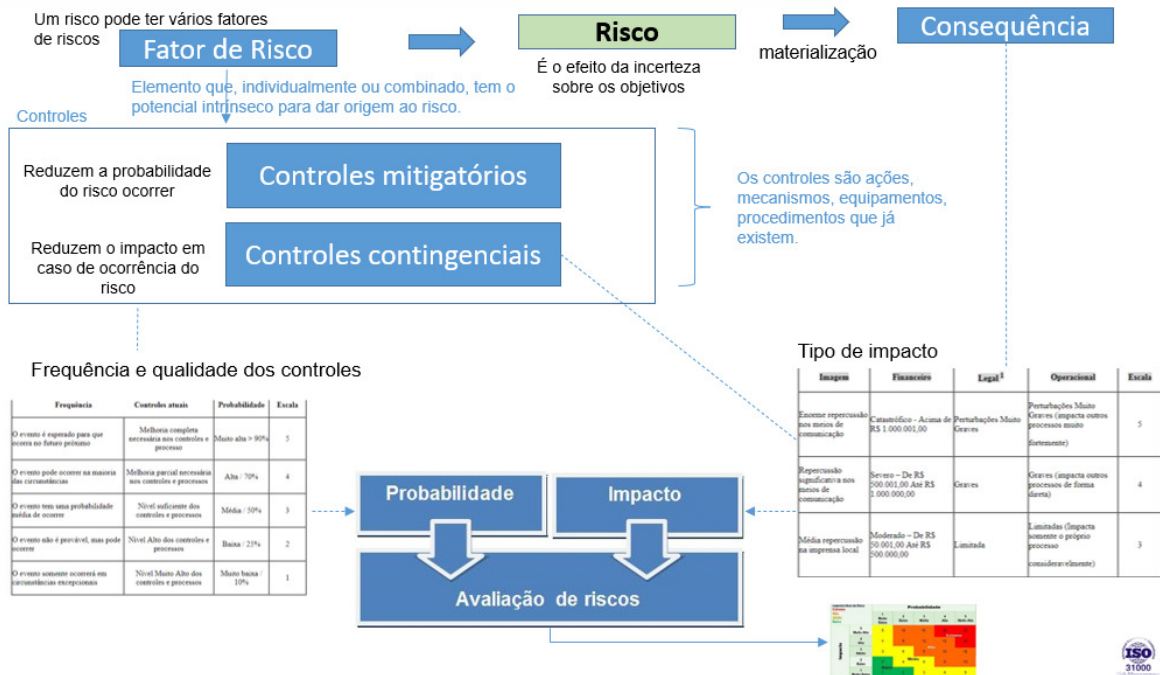 Um risco pode ter vários fatores
de riscos
Fator de Risco
Risco
Consequência
materialização
É o efeito da incerteza
sobre os objetivos
Elemento que, individualmente ou combinado, tem o
potencial intrínseco para dar origem ao risco.
Controles
Reduzem a probabilidade
do risco ocorrer
Controles mitigatórios
Reduzem o impacto em
caso de ocorrência do
risco
Controles contingenciais
Os controles são ações,
mecanismos, equipamentos,
procedimentos que já
existem.
Frequência e qualidade dos controles
Frequência Controles atuais Probabilidade Escala
O evento é esperado para que
ocorra no futuro próximo
Melhoria completa
necessária nos controles e
processo
Muito alta > 90%
5
O evento pode ocorrer na maioria
das circunstâncias
Melhoria parcial necessária
nos controles e processos
Alta / 70%
4
O evento tem uma probabilidade
média de ocorrer
Nível suficiente dos
controles e processos
Média / 50%
3
O evento não é provável, mas pode
ocorrer
Nível Alto dos controles e
processos
Baixa / 25%
2
O evento somente ocorrerá em
circunstâncias excepcionais
Nível Muito Alto dos
controles e processos
Muito baixa /
10%
1
Tipo de impacto
Imagem Financeiro Legal 1 Operacional Escala
Enorme repercussão
nos meios de
comunicação
Catastrófico - Acima de
R$ 1.000.001,00
Perturbações Muito
Graves
Perturbações Muito
Graves (impacta outros
processos muito
fortemente)
5
Repercussão
significativa nos
meios de
comunicação
Severo – De R$
500.001,00 Até R$
1.000.000,00
Graves
Graves (impacta outros
processos de forma
direta)
4
Média repercussão
na imprensa local
Moderado – De R$
50.001,00 Até R$
500.000,00
Limitada
Limitadas (Impacta
somente o próprio
processo
consideravelmente)
3
Probabilidade
Impacto
Avaliação de riscos
Probabilidade
Impacto
ISO
31000